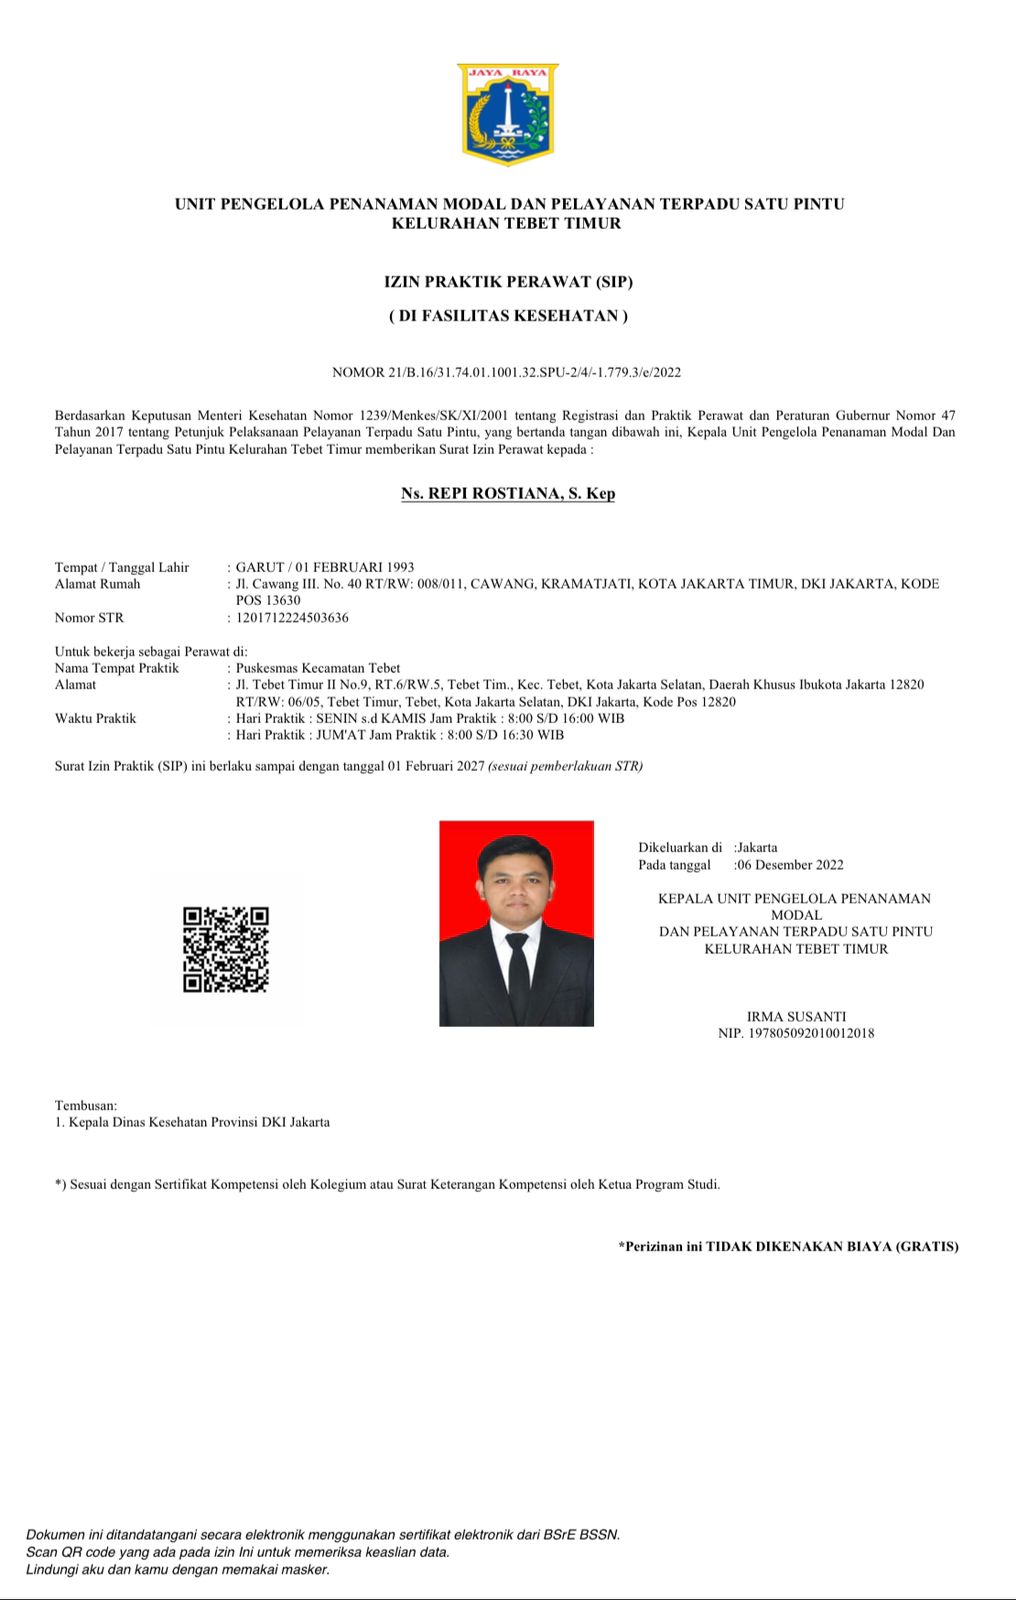 JAYA RAYA
UNIT PENGELOLA PENANAMAN MODAL DAN PELAYANAN TERPADU SATU PINTU
KELURAHAN TEBET TIMUR
IZIN PRAKTIK PERAWAT (SIP)
( DI FASILITAS KESEHATAN )
NOMOR 21/B.16/31.74.01.1001.32.SPU-2/4/-1.779.3/e/2022
Berdasarkan Keputusan Menteri Kesehatan Nomor 1239/Menkes/SK/XI/2001 tentang Registrasi dan Praktik Perawat dan Peraturan Gubernur Nomor 47
Tahun 2017 tentang Petunjuk Pelaksanaan Pelayanan Terpadu Satu Pintu, yang bertanda tangan dibawah ini, Kepala Unit Pengelola Penanaman Modal Dan
Pelayanan Terpadu Satu Pintu Kelurahan Tebet Timur memberikan Surat Izin Perawat kepada :
Ns. REPI ROSTIANA, S. Kep
Tempat / Tanggal Lahir : GARUT / 01 FEBRUARI 1993
Alamat Rumah : Jl. Cawang III. No. 40 RT/RW: 008/011, CAWANG, KRAMATJATI, KOTA JAKARTA TIMUR, DKI JAKARTA, KODE
POS 13630
Nomor STR : 1201712224503636
Untuk bekerja sebagai Perawat di:
Nama Tempat Praktik : Puskesmas Kecamatan Tebet
Alamat : Jl. Tebet Timur II No.9, RT.6/RW.5, Tebet Tim., Kec. Tebet, Kota Jakarta Selatan, Daerah Khusus Ibukota Jakarta 12820
RT/RW: 06/05, Tebet Timur, Tebet, Kota Jakarta Selatan, DKI Jakarta, Kode Pos 12820
Waktu Praktik : Hari Praktik : SENIN s.d KAMIS Jam Praktik : 8:00 S/D 16:00 WIB
: Hari Praktik : JUM'AT Jam Praktik : 8:00 S/D 16:30 WIB
Surat Izin Praktik (SIP) ini berlaku sampai dengan tanggal 01 Februari 2027 (sesuai pemberlakuan STR)
Dikeluarkan di :Jakarta
Pada tanggal :06 Desember 2022
KEPALA UNIT PENGELOLA PENANAMAN
MODAL
DAN PELAYANAN TERPADU SATU PINTU
KELURAHAN TEBET TIMUR
IRMA SUSANTI
NIP. 197805092010012018
Tembusan:
1. Kepala Dinas Kesehatan Provinsi DKI Jakarta
*) Sesuai dengan Sertifikat Kompetensi oleh Kolegium atau Surat Keterangan Kompetensi oleh Ketua Program Studi.
*Perizinan ini TIDAK DIKENAKAN BIAYA (GRATIS)
Dokumen ini ditandatangani secara elektronik menggunakan sertifikat elektronik dari BSrE BSSN.
Scan QR code yang ada pada izin Ini untuk memeriksa keaslian data.
Lindungi aku dan kamu dengan memakai masker.